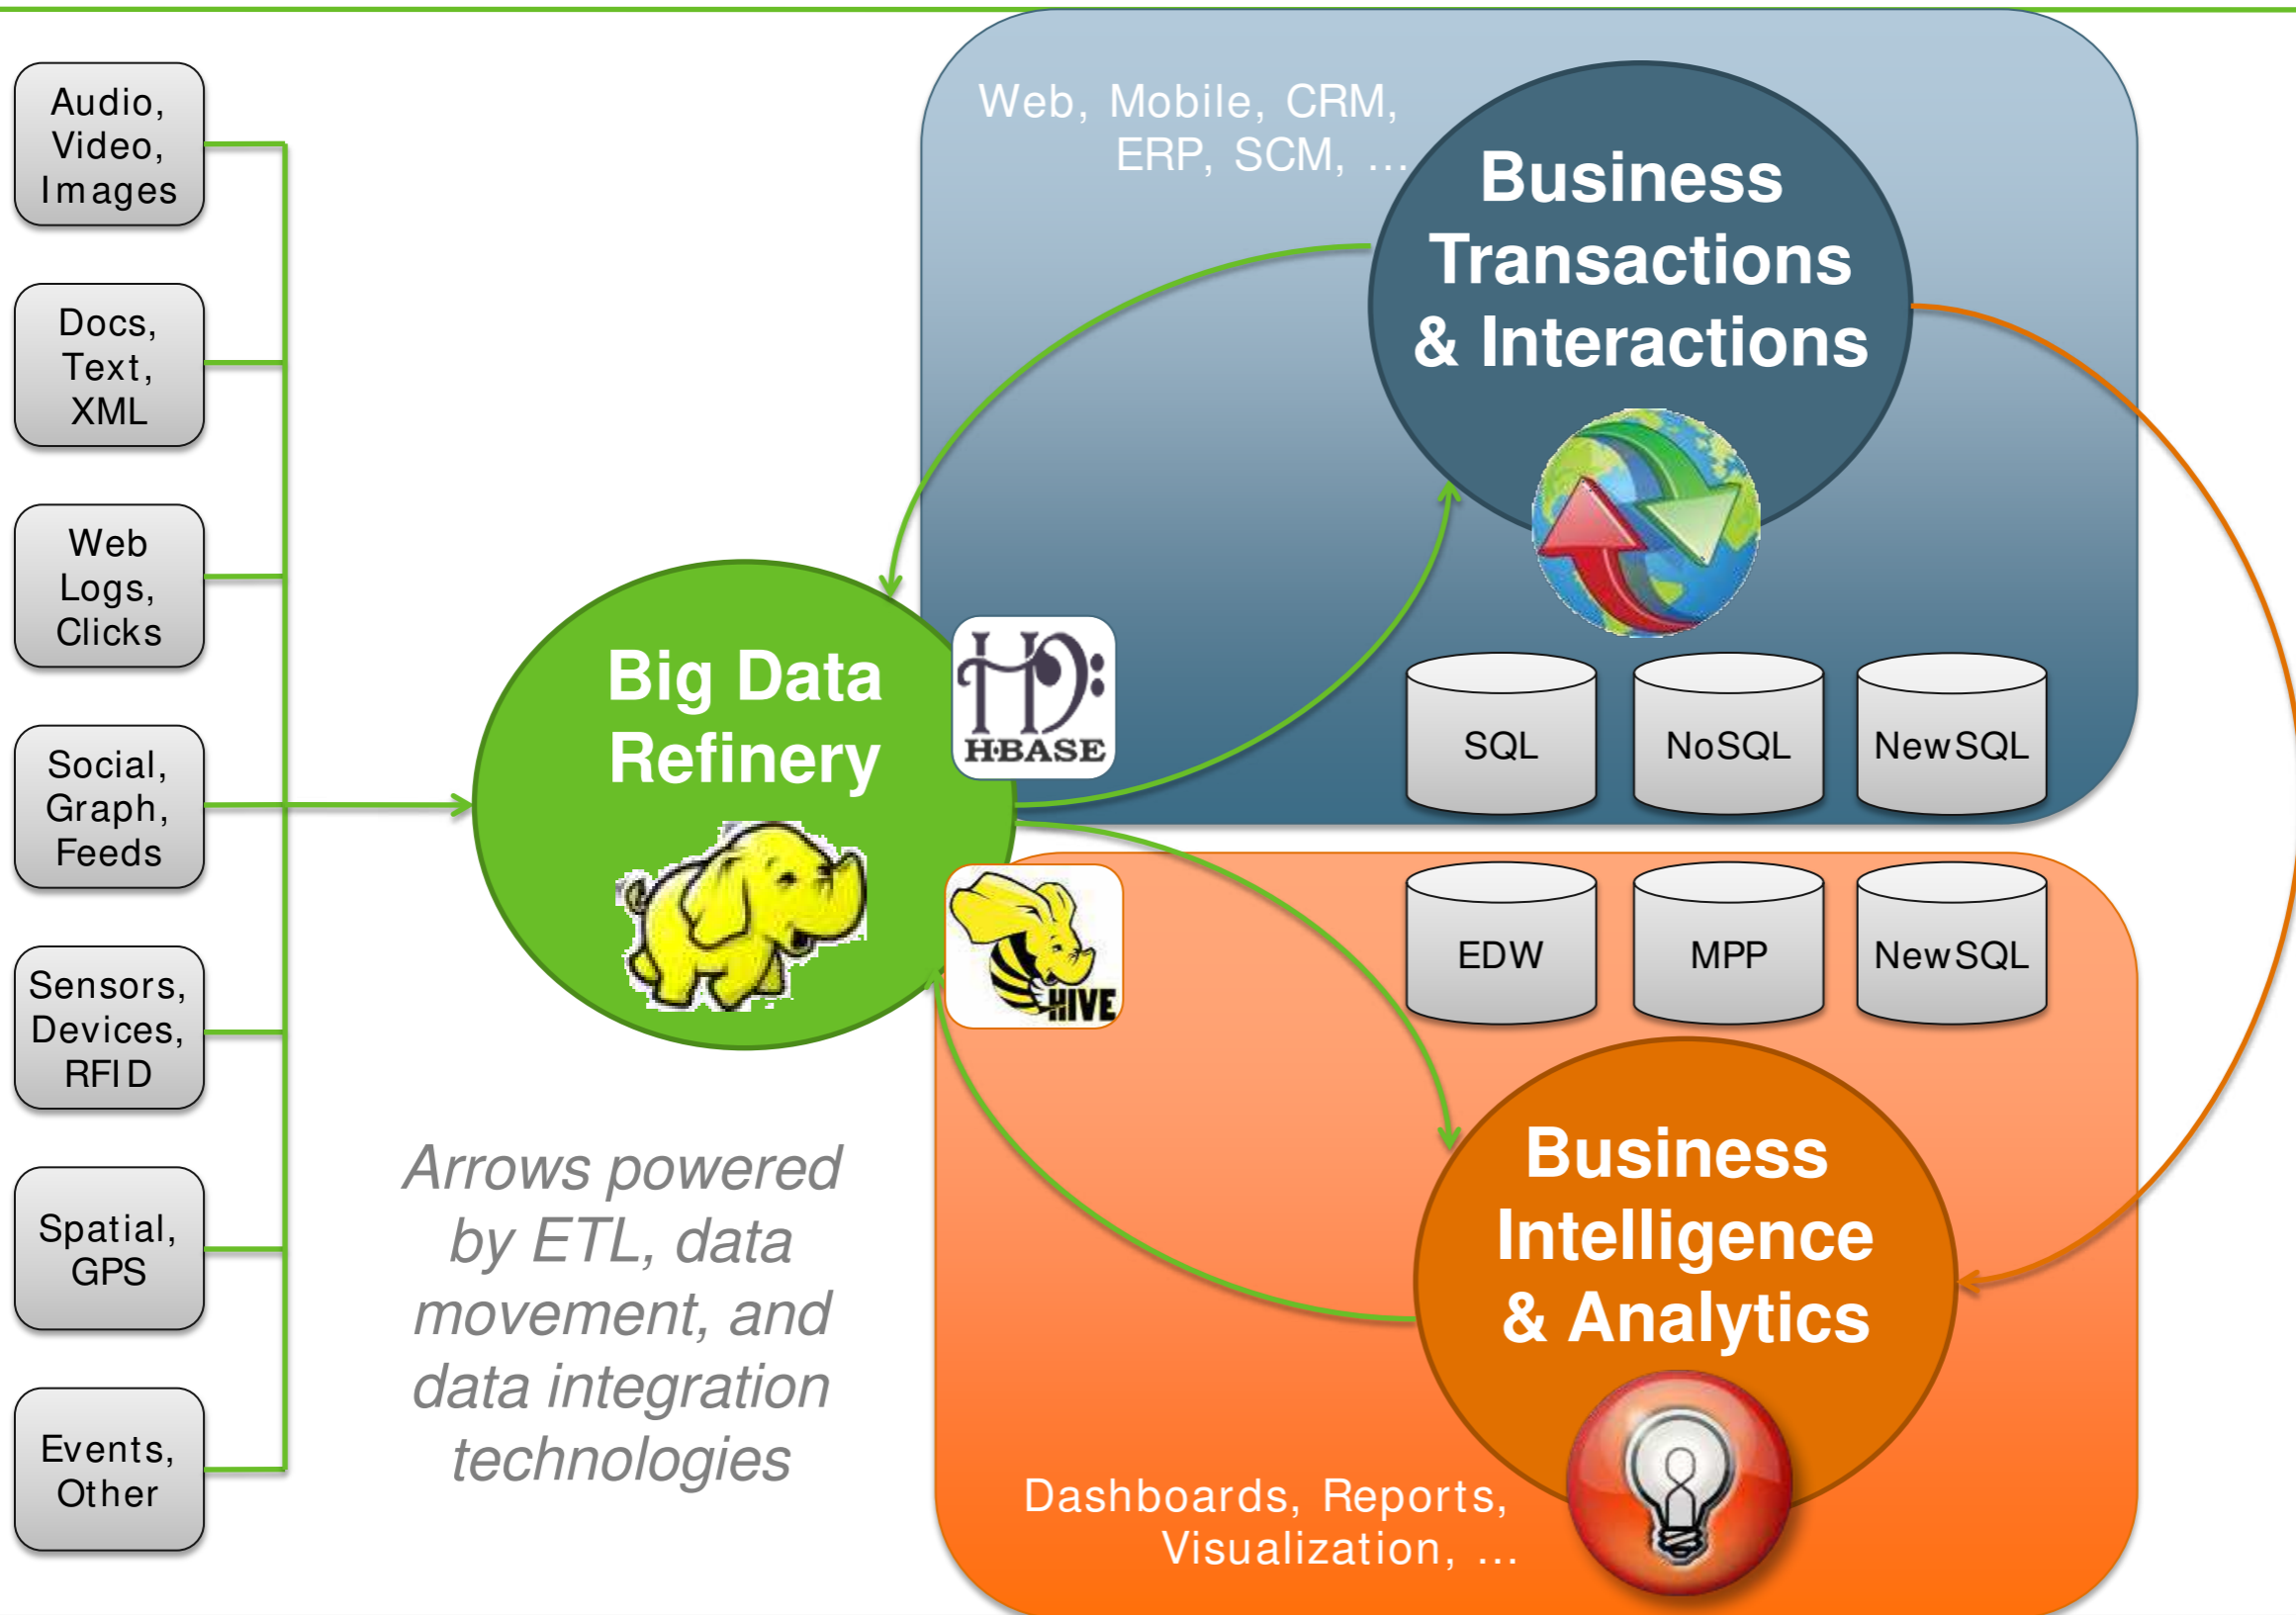 Audio,
Video,
Images
Docs,
Text,
XML
Web
Logs,
Clicks
Social,
Graph,
Feeds
Sensors,
Devices,
RFID
Spatial,
GPS
Events,
Other
Big Data
Refinery
Arrows powered
by ETL, data
movement, and
data integration
technologies
HBASE
HIVE
Web, Mobile, CRM,
ERP, SCM, ...
Business
Transactions
& Interactions
SQL
NoSQL
NewSQL
EDW
MPP
NewSQL
Business
Intelligence
& Analytics
Dashboards, Reports,
Visualization, ...